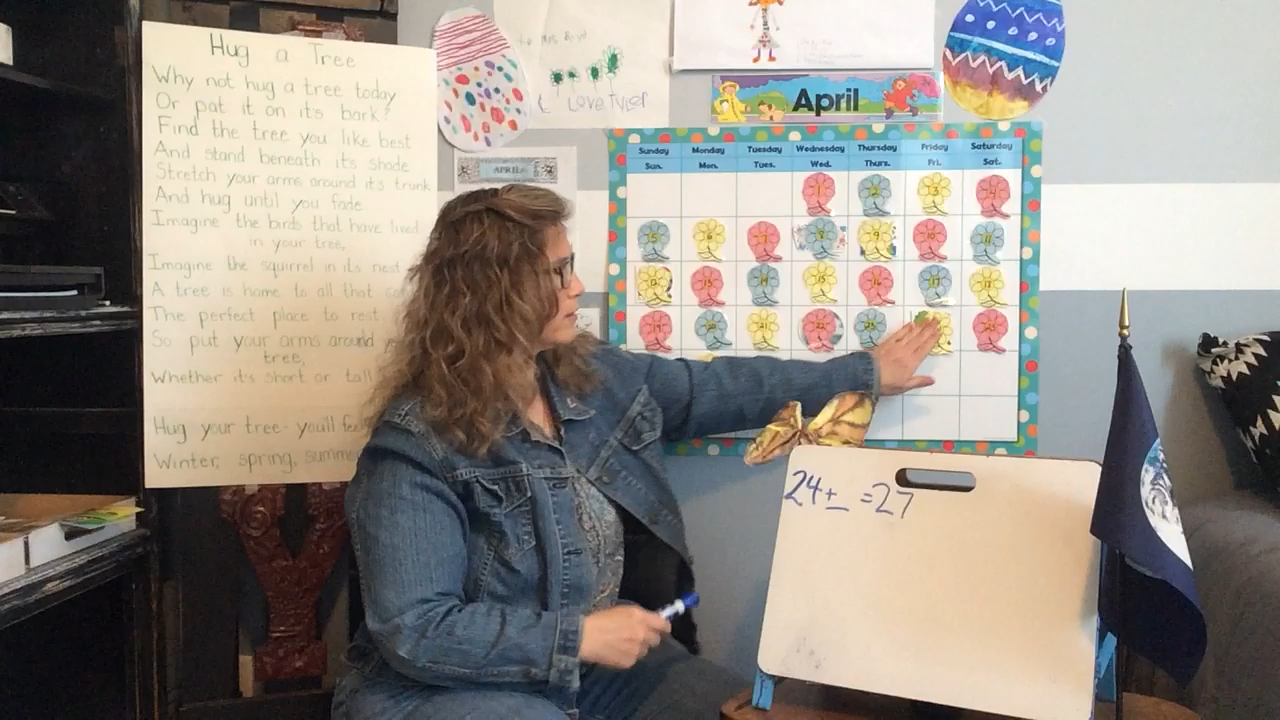 Hug a Tree
Why not hug a tree today
Or pat it on it's bark?
Find the tree you like best
And stand beneath it's shade
Stretch your arms around it's trunk
And hug until you fade
Imagine the birds that have lived
in your tree,
Imagine the squirrel in its nest
A tree is home to all that
The perfect place to rest
So put your arms around
tree,
Whether it's short or tall
Hug your tree - you'll feel
Winter, spring, summer
to Mrs.
Love Tyler
APRIL
April
Sunday Monday Tuesday Wednesday Thursday Friday Saturday
Sun. Mon. Tues. Wed. Thurs. Fri. Sat.
1 2 3 4
5 6 7 8 9 10 11
12 13 14 15 16 17 18
19 20 21 22 23 25
24 + _ = 27